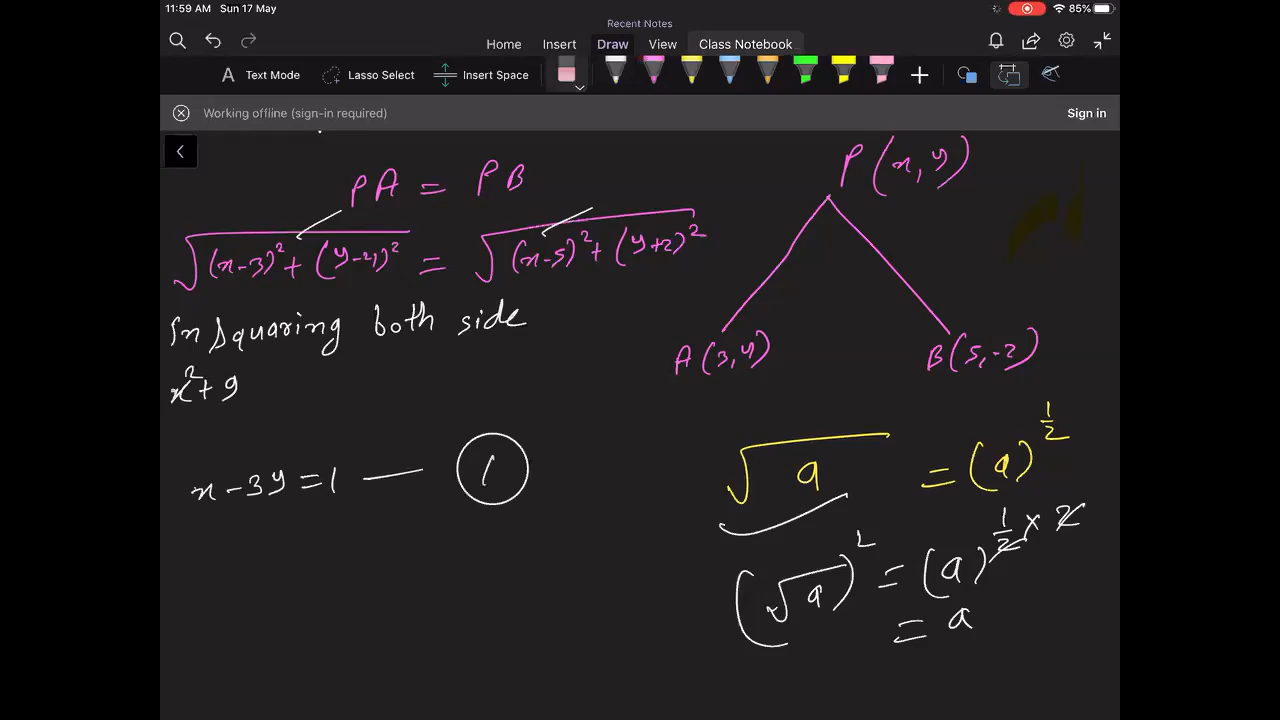 11:59 AM Sun 17 May
85%
Recent Notes
Home Insert Draw View Class Notebook
Text Mode Lasso Select Insert Space
Working offline (sign-in required) Sign in
PA = PB
P(x, y)
√(x-3)² + (y-4)² = √(x-5)² + (y+2)²
In squaring both side
A(3, 4) B(5, -2)
x² + 9
√a = (a)^1/2
x - 3y = 1 — 1
(√a)² = (a)^1/2 × 2
= a